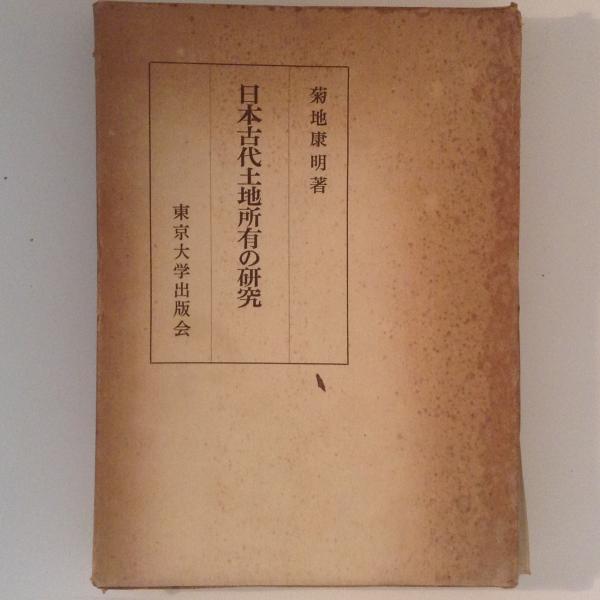 菊地康明著
日本古代土地所有の研究
東京大学出版会